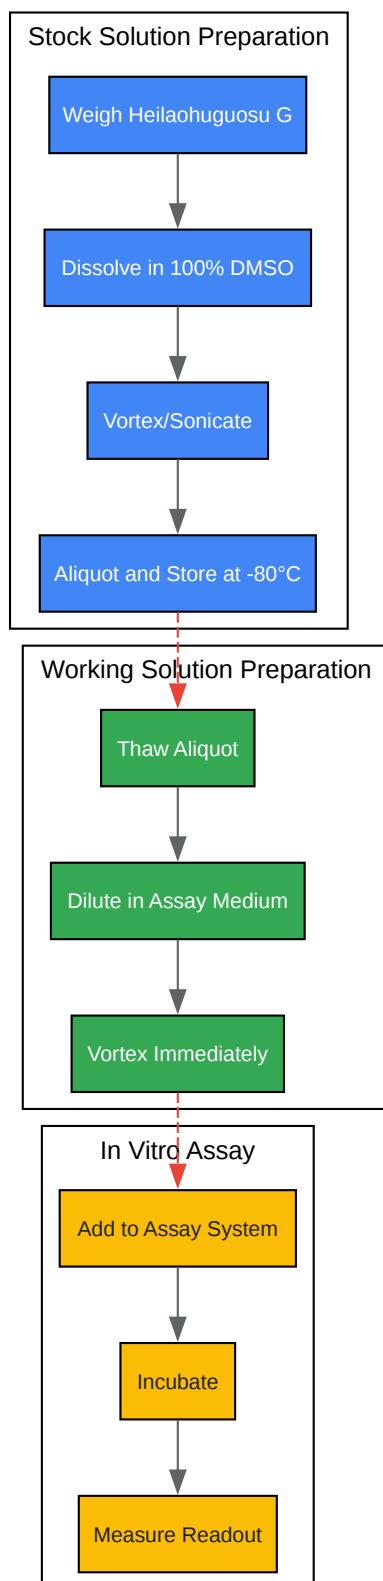 Stock Solution Preparation
Weigh Heilaohuguosu G
Dissolve in 100% DMSO
Vortex/Sonicate
Aliquot and Store at -80°C
Working Solution Preparation
Thaw Aliquot
Dilute in Assay Medium
Vortex Immediately
In Vitro Assay
Add to Assay System
Incubate
Measure Readout